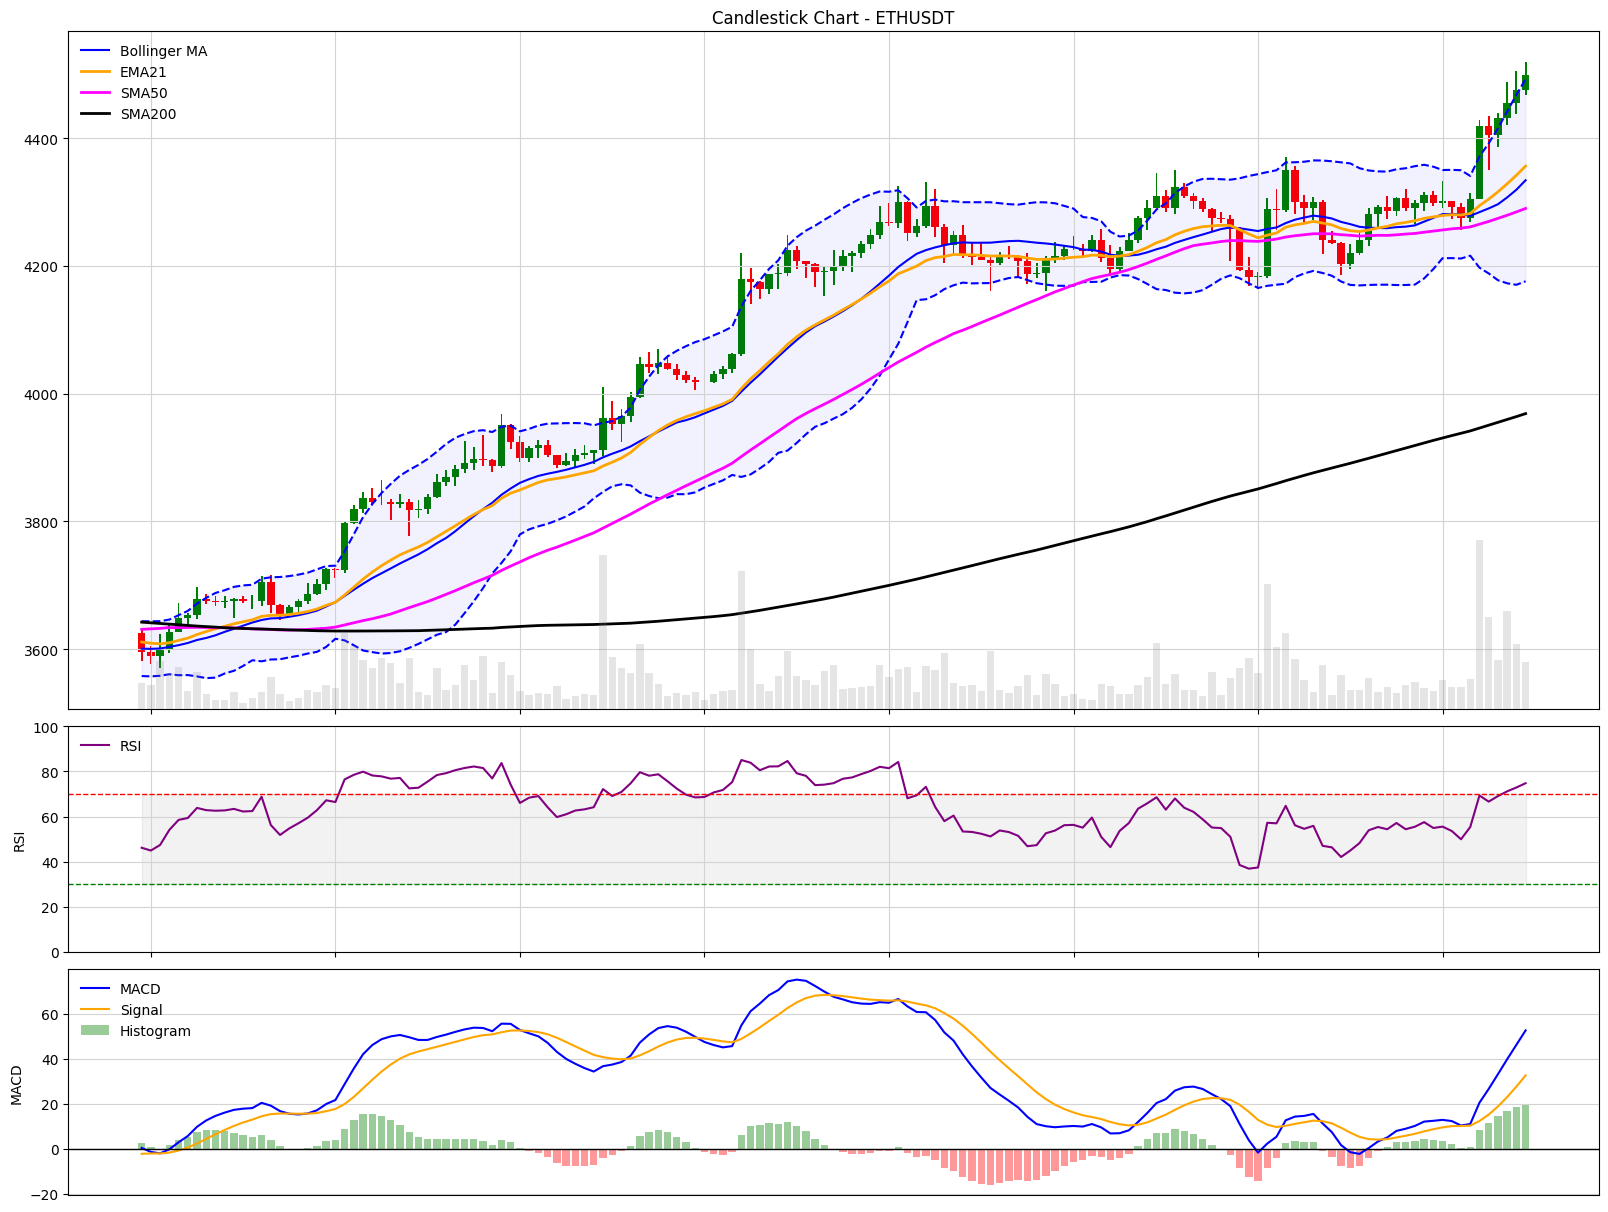 Candlestick Chart - ETHUSDT
Bollinger MA
EMA21
SMA50
SMA200
4400
4200
4000
3800
3600
RSI
100
80
60
40
20
0
RSI
MACD
Signal
Histogram
60
40
20
0
−20
MACD